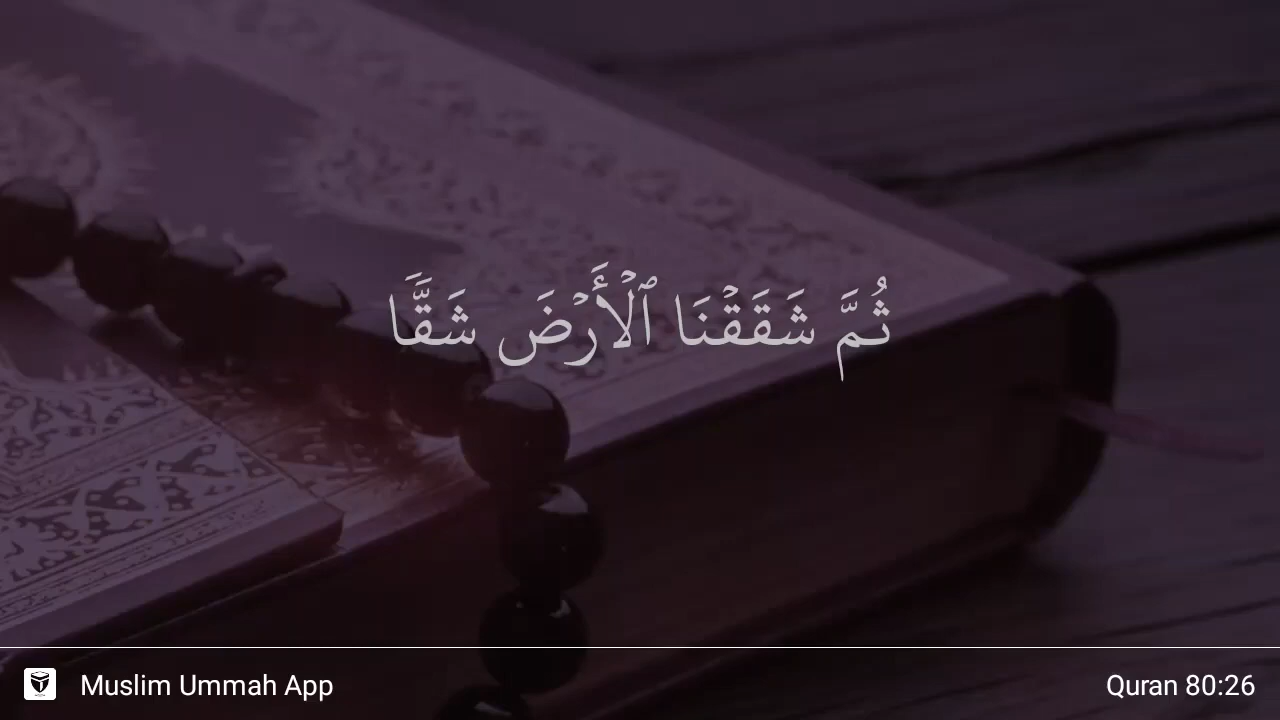 ثُمَّ شَقَقْنَا ٱلْأَرْضَ شَقًّا
Muslim Ummah App
Quran 80:26